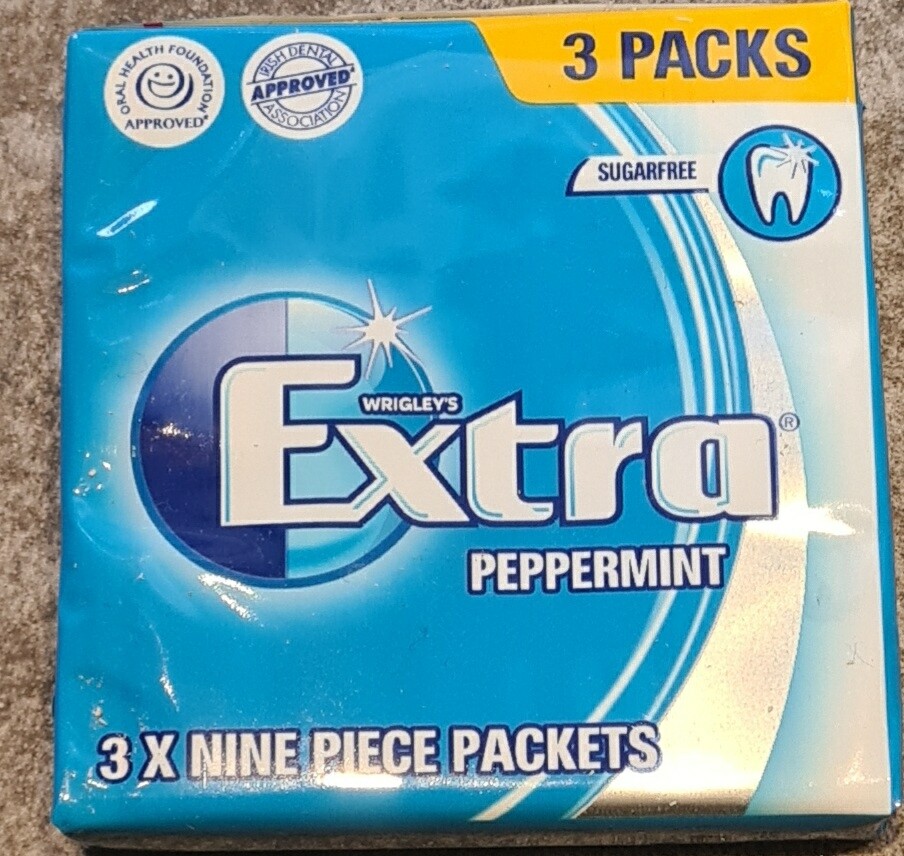 ORAL HEALTH FOUNDATION
APPROVED*
IRISH DENTAL
APPROVED*
ASSOCIATION
3 PACKS
SUGARFREE
WRIGLEY'S
Extra®
PEPPERMINT
3 X NINE PIECE PACKETS